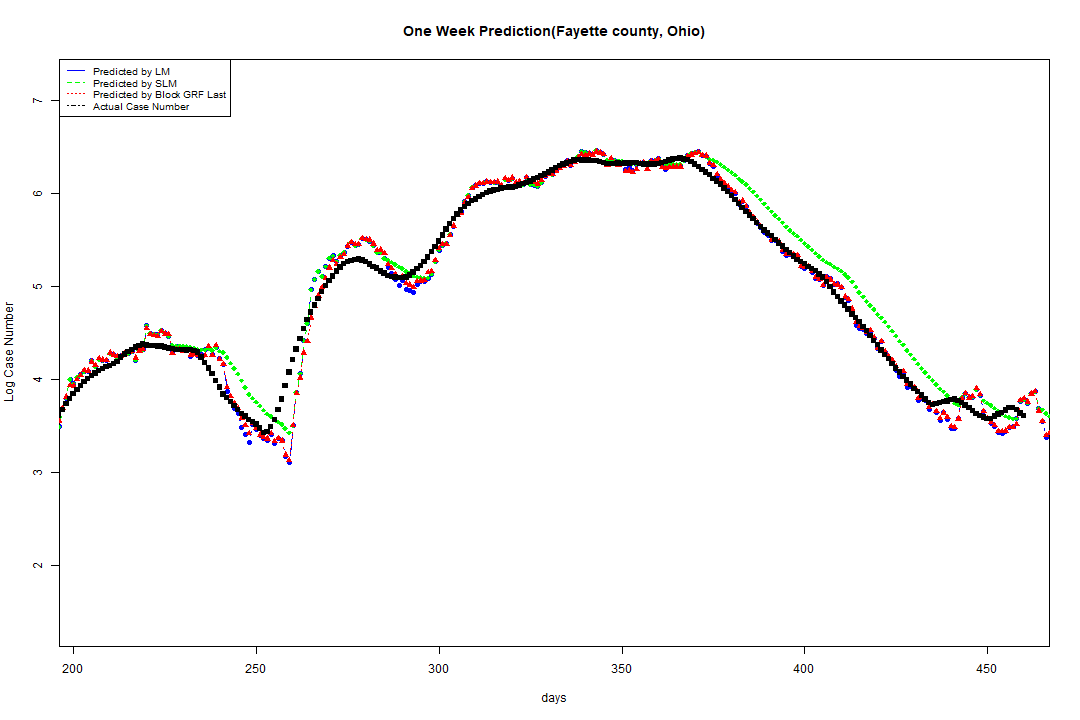 One Week Prediction(Fayette county, Ohio)
Predicted by LM
Predicted by SLM
Predicted by Block GRF Last
Actual Case Number
7
6
5
4
3
2
Log Case Number
200 250 300 350 400 450
days